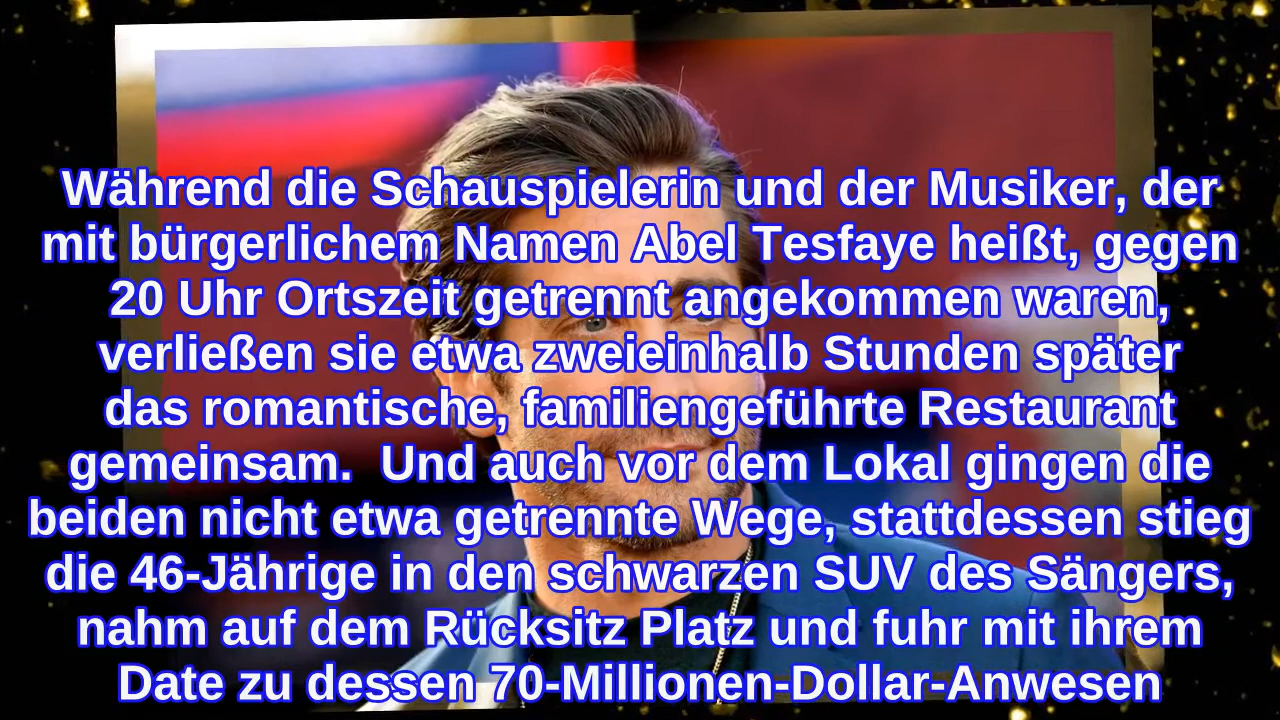 Während die Schauspielerin und der Musiker, der
mit bürgerlichem Namen Abel Tesfaye heißt, gegen
20 Uhr Ortszeit getrennt angekommen waren,
verließen sie etwa zweieinhalb Stunden später
das romantische, familiengeführte Restaurant
gemeinsam.  Und auch vor dem Lokal gingen die
beiden nicht etwa getrennte Wege, stattdessen stieg
die 46-Jährige in den schwarzen SUV des Sängers,
nahm auf dem Rücksitz Platz und fuhr mit ihrem
Date zu dessen 70-Millionen-Dollar-Anwesen